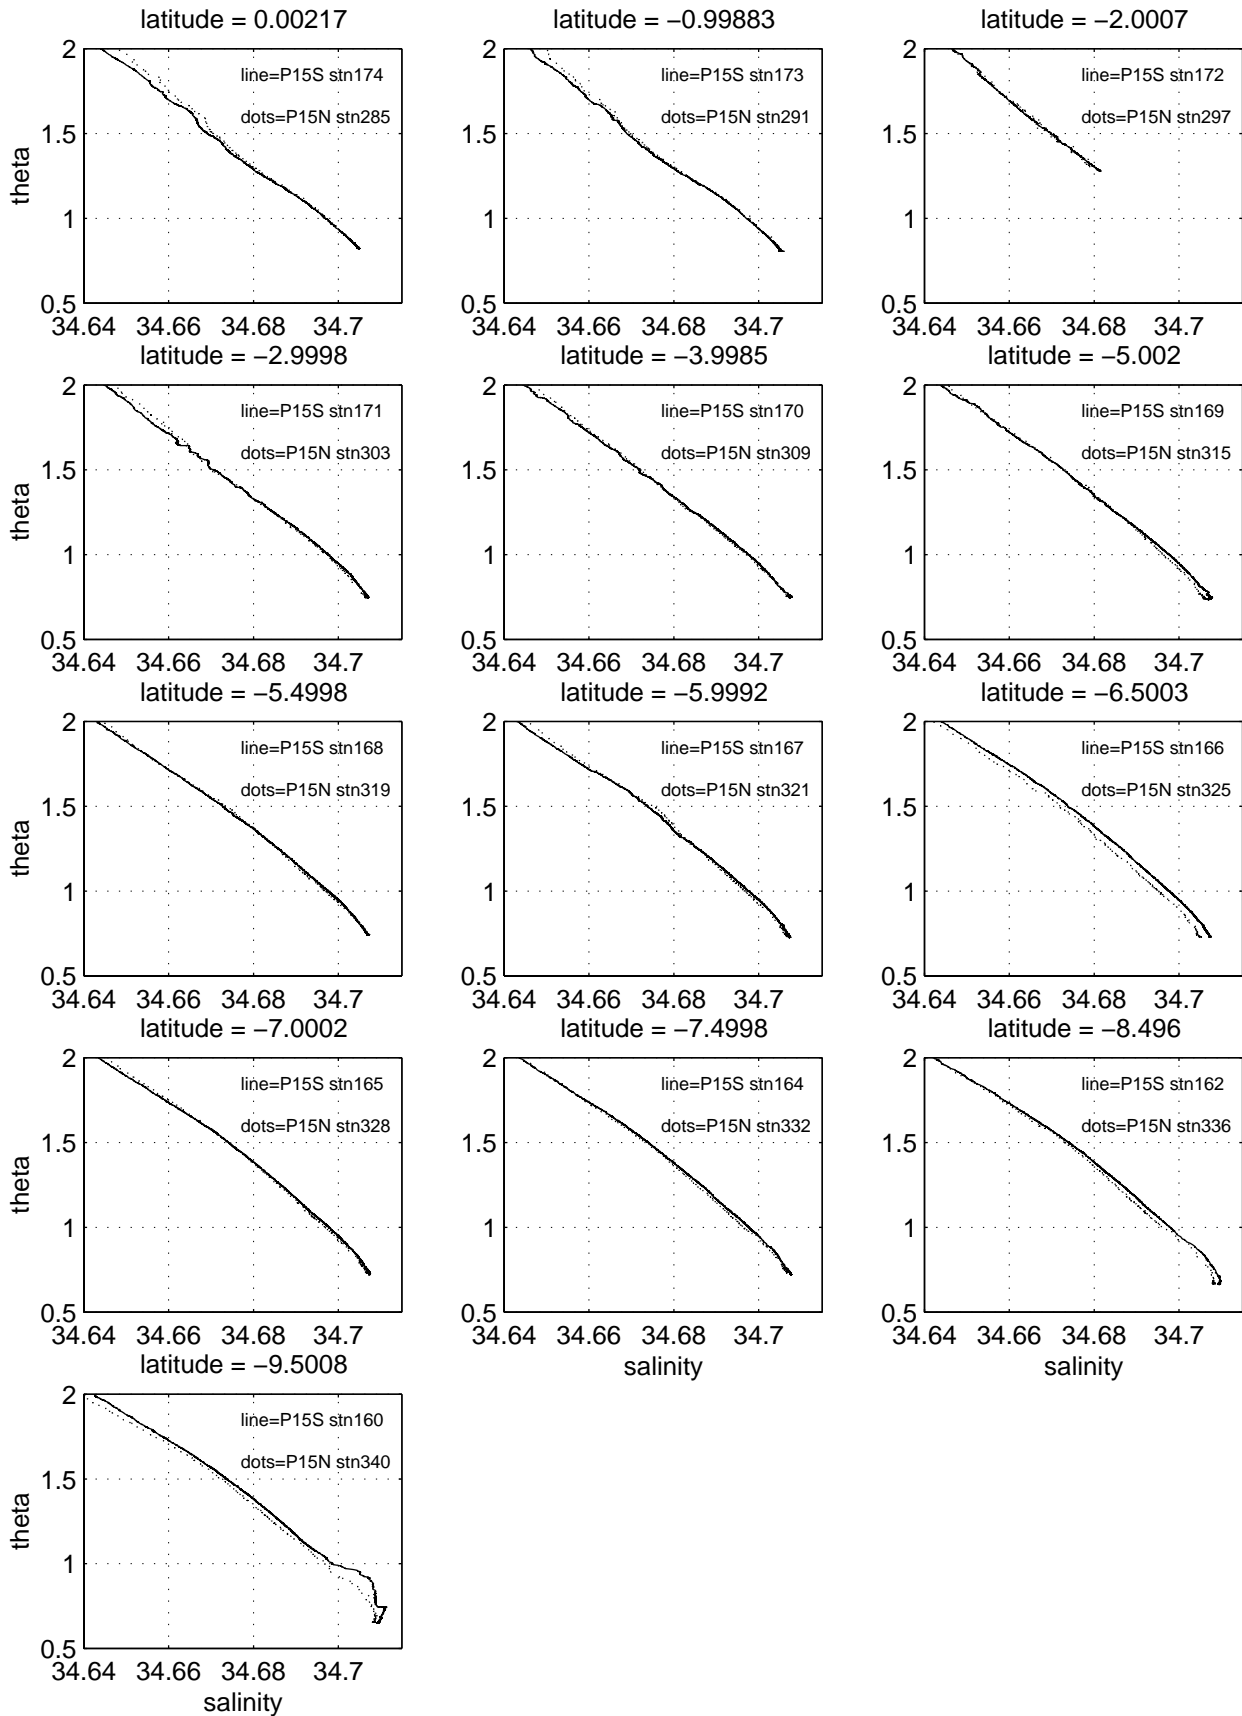 latitude = 0.00217
line=P15S stn174
dots=P15N stn285
theta
2
1.5
1
0.5
34.64 34.66 34.68 34.7
latitude = −0.99883
line=P15S stn173
dots=P15N stn291
2
1.5
1
0.5
34.64 34.66 34.68 34.7
latitude = −2.0007
line=P15S stn172
dots=P15N stn297
2
1.5
1
0.5
34.64 34.66 34.68 34.7
latitude = −2.9998
line=P15S stn171
dots=P15N stn303
theta
2
1.5
1
0.5
34.64 34.66 34.68 34.7
latitude = −3.9985
line=P15S stn170
dots=P15N stn309
2
1.5
1
0.5
34.64 34.66 34.68 34.7
latitude = −5.002
line=P15S stn169
dots=P15N stn315
2
1.5
1
0.5
34.64 34.66 34.68 34.7
latitude = −5.4998
line=P15S stn168
dots=P15N stn319
theta
2
1.5
1
0.5
34.64 34.66 34.68 34.7
latitude = −5.9992
line=P15S stn167
dots=P15N stn321
2
1.5
1
0.5
34.64 34.66 34.68 34.7
latitude = −6.5003
line=P15S stn166
dots=P15N stn325
2
1.5
1
0.5
34.64 34.66 34.68 34.7
latitude = −7.0002
line=P15S stn165
dots=P15N stn328
theta
2
1.5
1
0.5
34.64 34.66 34.68 34.7
latitude = −7.4998
line=P15S stn164
dots=P15N stn332
2
1.5
1
0.5
34.64 34.66 34.68 34.7
salinity
latitude = −8.496
line=P15S stn162
dots=P15N stn336
2
1.5
1
0.5
34.64 34.66 34.68 34.7
salinity
latitude = −9.5008
line=P15S stn160
dots=P15N stn340
theta
2
1.5
1
0.5
34.64 34.66 34.68 34.7
salinity